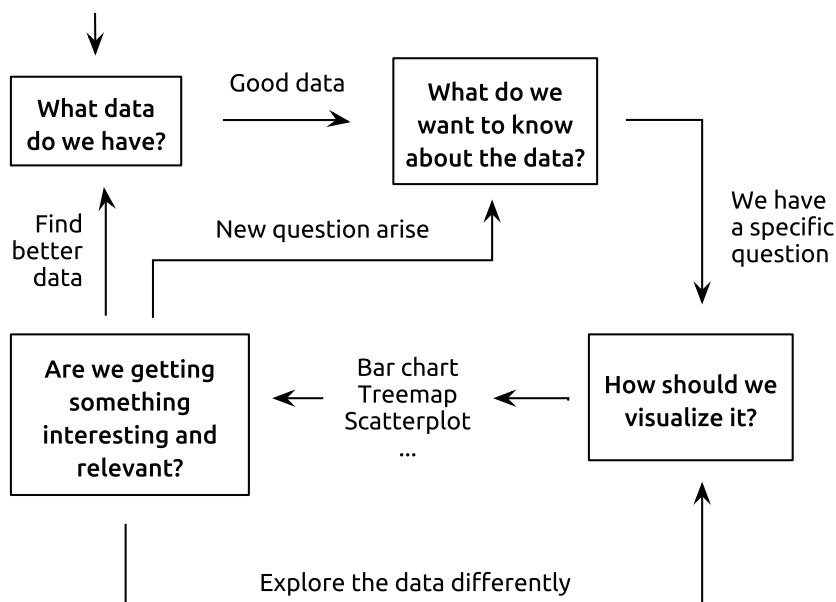 What data
do we have?
Good data
What do we
want to know
about the data?
We have
a specific
question
Find
better
data
New question arise
Are we getting
something
interesting and
relevant?
Bar chart
Treemap
Scatterplot
...
How should we
visualize it?
Explore the data differently